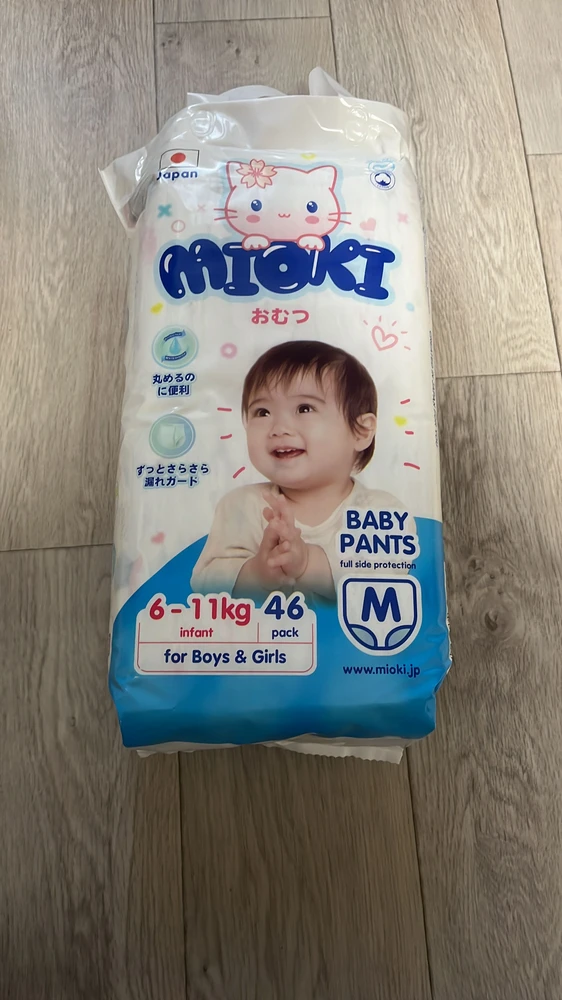 Japan
MIOKI
おむつ
丸めるの
に便利
ずっとさらさら
漏れガード
BABY
PANTS
full side protection
M
6-11kg
infant
46
pack
for Boys & Girls
www.mioki.jp